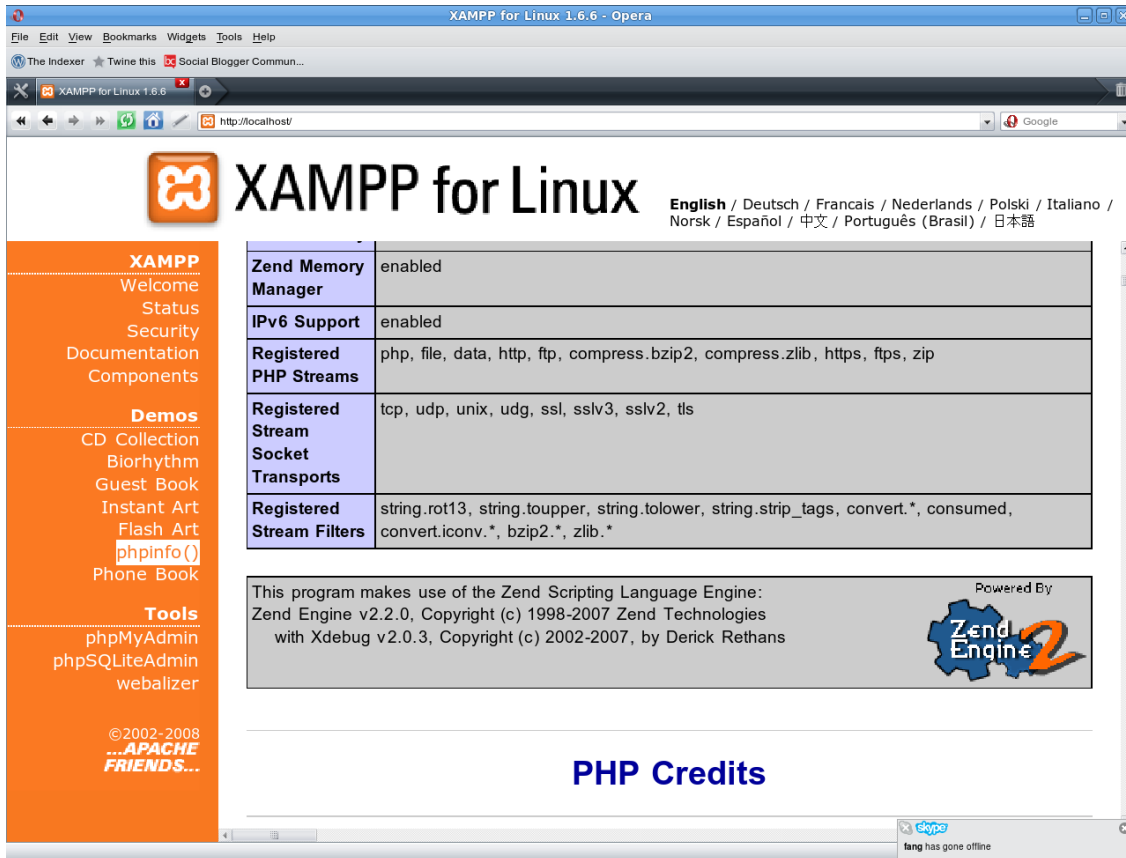 XAMPP for Linux 1.6.6 - Opera
File Edit View Bookmarks Widgets Tools Help
The Indexer Twine this Social Blogger Commun...
XAMPP for Linux 1.6.6
http://localhost/ Google
XAMPP for Linux
English / Deutsch / Francais / Nederlands / Polski / Italiano /
Norsk / Español / 中文 / Português (Brasil) / 日本語
XAMPP
Welcome
Status
Security
Documentation
Components
Demos
CD Collection
Biorhythm
Guest Book
Instant Art
Flash Art
phpinfo()
Phone Book
Tools
phpMyAdmin
phpSQLiteAdmin
webalizer
©2002-2008
...APACHE
FRIENDS...
Zend Memory
Manager
enabled
IPv6 Support
enabled
Registered
PHP Streams
php, file, data, http, ftp, compress.bzip2, compress.zlib, https, ftps, zip
Registered
Stream
Socket
Transports
tcp, udp, unix, udg, ssl, sslv3, sslv2, tls
Registered
Stream Filters
string.rot13, string.toupper, string.tolower, string.strip_tags, convert.*, consumed,
convert.iconv.*, bzip2.*, zlib.*
This program makes use of the Zend Scripting Language Engine:
Zend Engine v2.2.0, Copyright (c) 1998-2007 Zend Technologies
with Xdebug v2.0.3, Copyright (c) 2002-2007, by Derick Rethans
Powered By
Zend
Engine 2
PHP Credits
skype
fang has gone offline